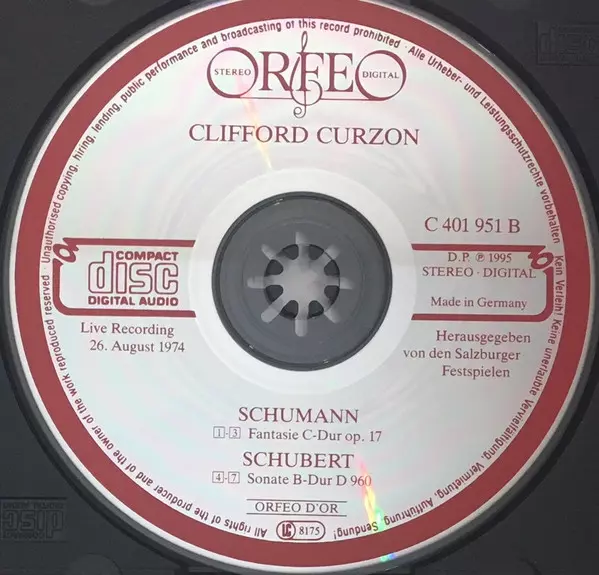 All rights of the producer and of the owner of the work reproduced reserved · Unauthorised copying, hiring, lending, public performance and broadcasting of this record prohibited · Alle Urheber- und Leistungsschutzrechte vorbehalten · Kein Verleih! Keine unerlaubte Vervielfältigung, Vermietung, Aufführung, Sendung!
STEREO ORFEO DIGITAL
CLIFFORD CURZON
C 401 951 B
COMPACT
disc
DIGITAL AUDIO
D.P. ℗ 1995
STEREO · DIGITAL
Made in Germany
Live Recording
26. August 1974
Herausgegeben
von den Salzburger
Festspielen
SCHUMANN
1-3 Fantasie C-Dur op. 17
SCHUBERT
4-7 Sonate B-Dur D 960
ORFEO D'OR
LC 8175